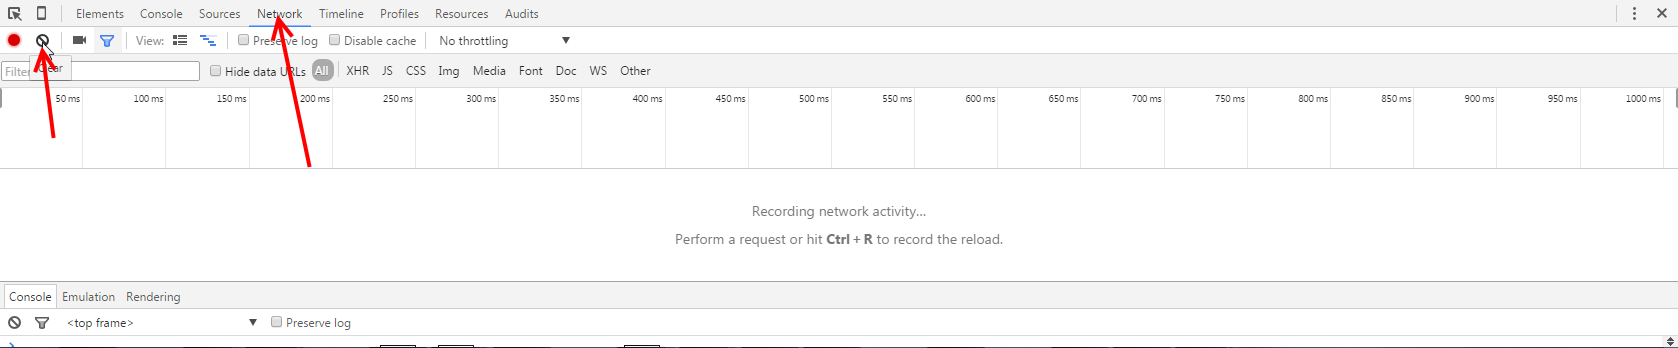 Elements Console Sources Network Timeline Profiles Resources Audits
View: Preserve log Disable cache No throttling
Filter Clear Hide data URLs All XHR JS CSS Img Media Font Doc WS Other
50 ms 100 ms 150 ms 200 ms 250 ms 300 ms 350 ms 400 ms 450 ms 500 ms 550 ms 600 ms 650 ms 700 ms 750 ms 800 ms 850 ms 900 ms 950 ms 1000 ms
Recording network activity...
Perform a request or hit Ctrl + R to record the reload.
Console Emulation Rendering
<top frame> Preserve log